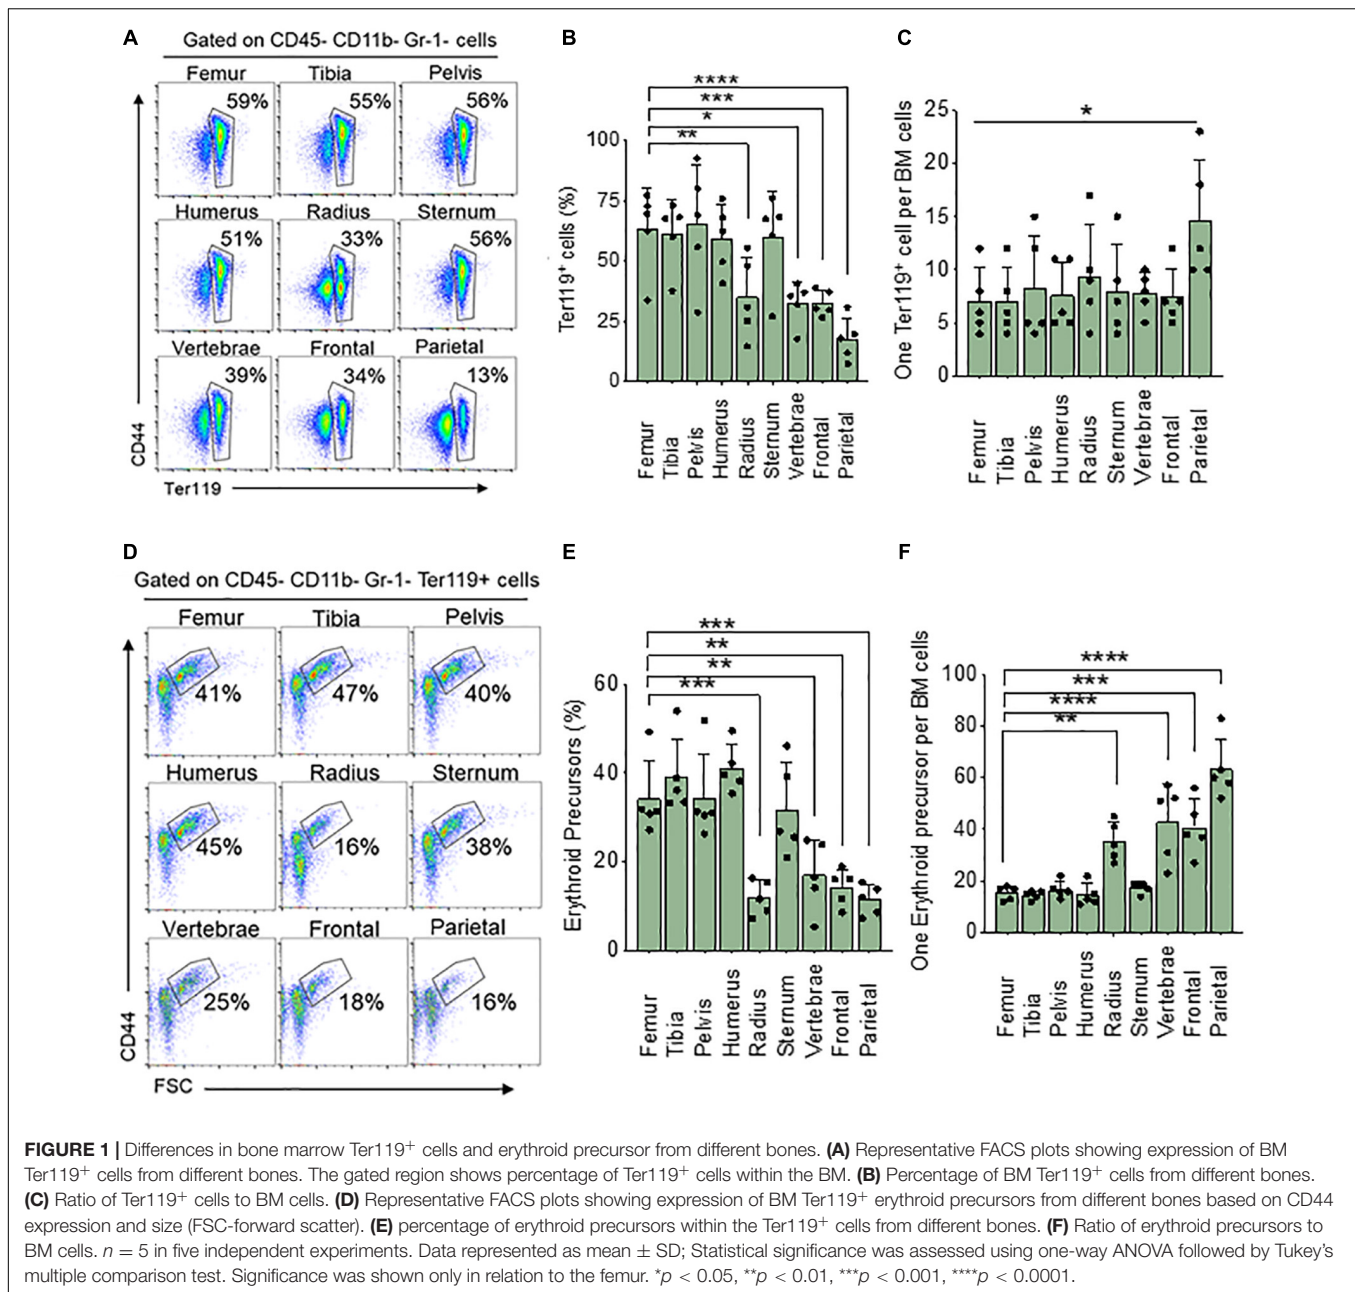 A
Gated on CD45- CD11b- Gr-1- cells
Femur Tibia Pelvis
59% 55% 56%
Humerus Radius Sternum
51% 33% 56%
Vertebrae Frontal Parietal
39% 34% 13%
CD44
Ter119
B
****
***
*
**
Ter119+ cells (%)
100
75
50
25
0
Femur
Tibia
Pelvis
Humerus
Radius
Sternum
Vertebrae
Frontal
Parietal
C
*
One Ter119+ cell per BM cells
25
20
15
10
5
0
Femur
Tibia
Pelvis
Humerus
Radius
Sternum
Vertebrae
Frontal
Parietal
D
Gated on CD45- CD11b- Gr-1- Ter119+ cells
Femur Tibia Pelvis
41% 47% 40%
Humerus Radius Sternum
45% 16% 38%
Vertebrae Frontal Parietal
25% 18% 16%
CD44
FSC
E
***
**
**
***
Erythroid Precursors (%)
60
40
20
0
Femur
Tibia
Pelvis
Humerus
Radius
Sternum
Vertebrae
Frontal
Parietal
F
****
***
****
**
One Erythroid precursor per BM cells
100
80
60
40
20
0
Femur
Tibia
Pelvis
Humerus
Radius
Sternum
Vertebrae
Frontal
Parietal
FIGURE 1 | Differences in bone marrow Ter119+ cells and erythroid precursor from different bones. (A) Representative FACS plots showing expression of BM
Ter119+ cells from different bones. The gated region shows percentage of Ter119+ cells within the BM. (B) Percentage of BM Ter119+ cells from different bones.
(C) Ratio of Ter119+ cells to BM cells. (D) Representative FACS plots showing expression of BM Ter119+ erythroid precursors from different bones based on CD44
expression and size (FSC-forward scatter). (E) percentage of erythroid precursors within the Ter119+ cells from different bones. (F) Ratio of erythroid precursors to
BM cells. n = 5 in five independent experiments. Data represented as mean ± SD; Statistical significance was assessed using one-way ANOVA followed by Tukey's
multiple comparison test. Significance was shown only in relation to the femur. *p < 0.05, **p < 0.01, ***p < 0.001, ****p < 0.0001.